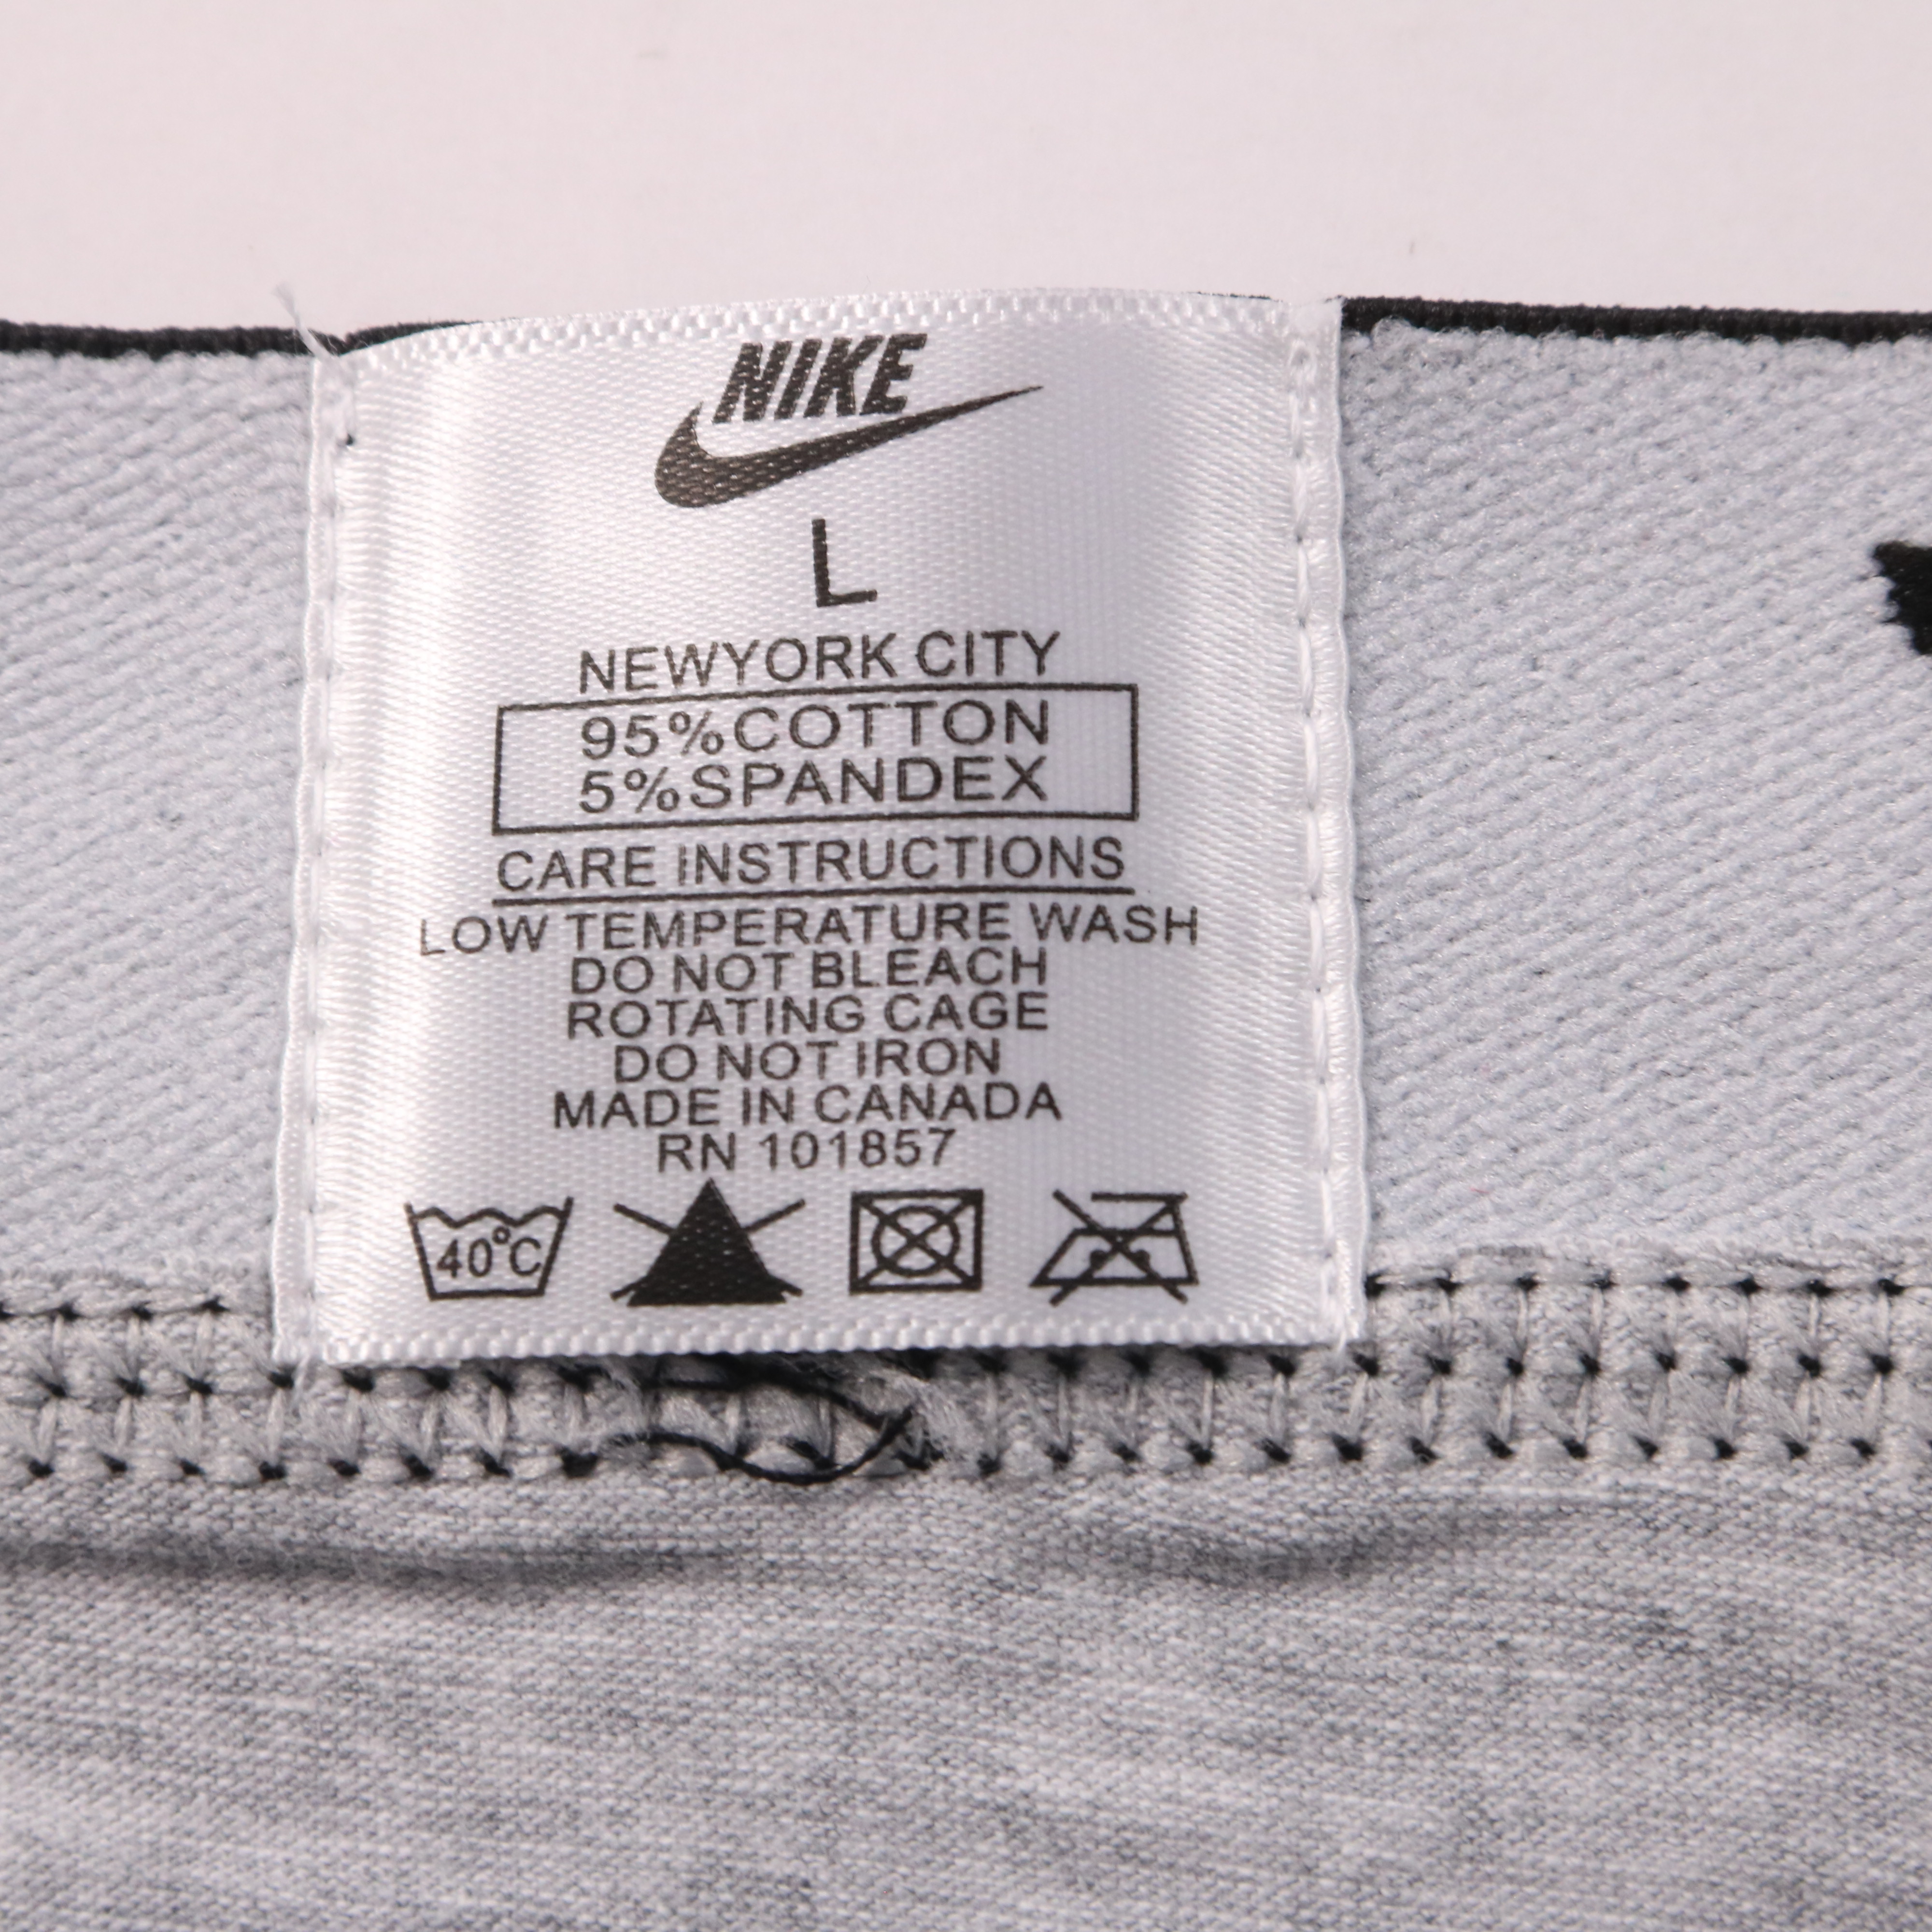 NIKE
L
NEWYORK CITY
95%COTTON
5%SPANDEX
CARE INSTRUCTIONS
LOW TEMPERATURE WASH
DO NOT BLEACH
ROTATING CAGE
DO NOT IRON
MADE IN CANADA
RN 101857
40°C